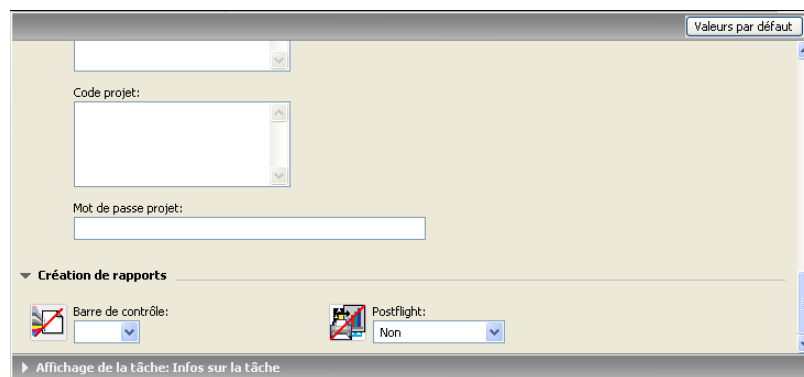 Valeurs par défaut
Code projet:
Mot de passe projet:
Création de rapports
Barre de contrôle:
Postflight:
Non
Affichage de la tâche: Infos sur la tâche